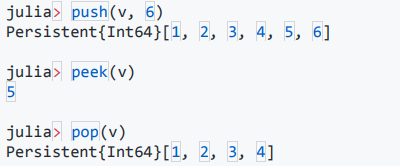 julia> push(v, 6)
Persistent{Int64}[1, 2, 3, 4, 5, 6]
julia> peek(v)
5
julia> pop(v)
Persistent{Int64}[1, 2, 3, 4]